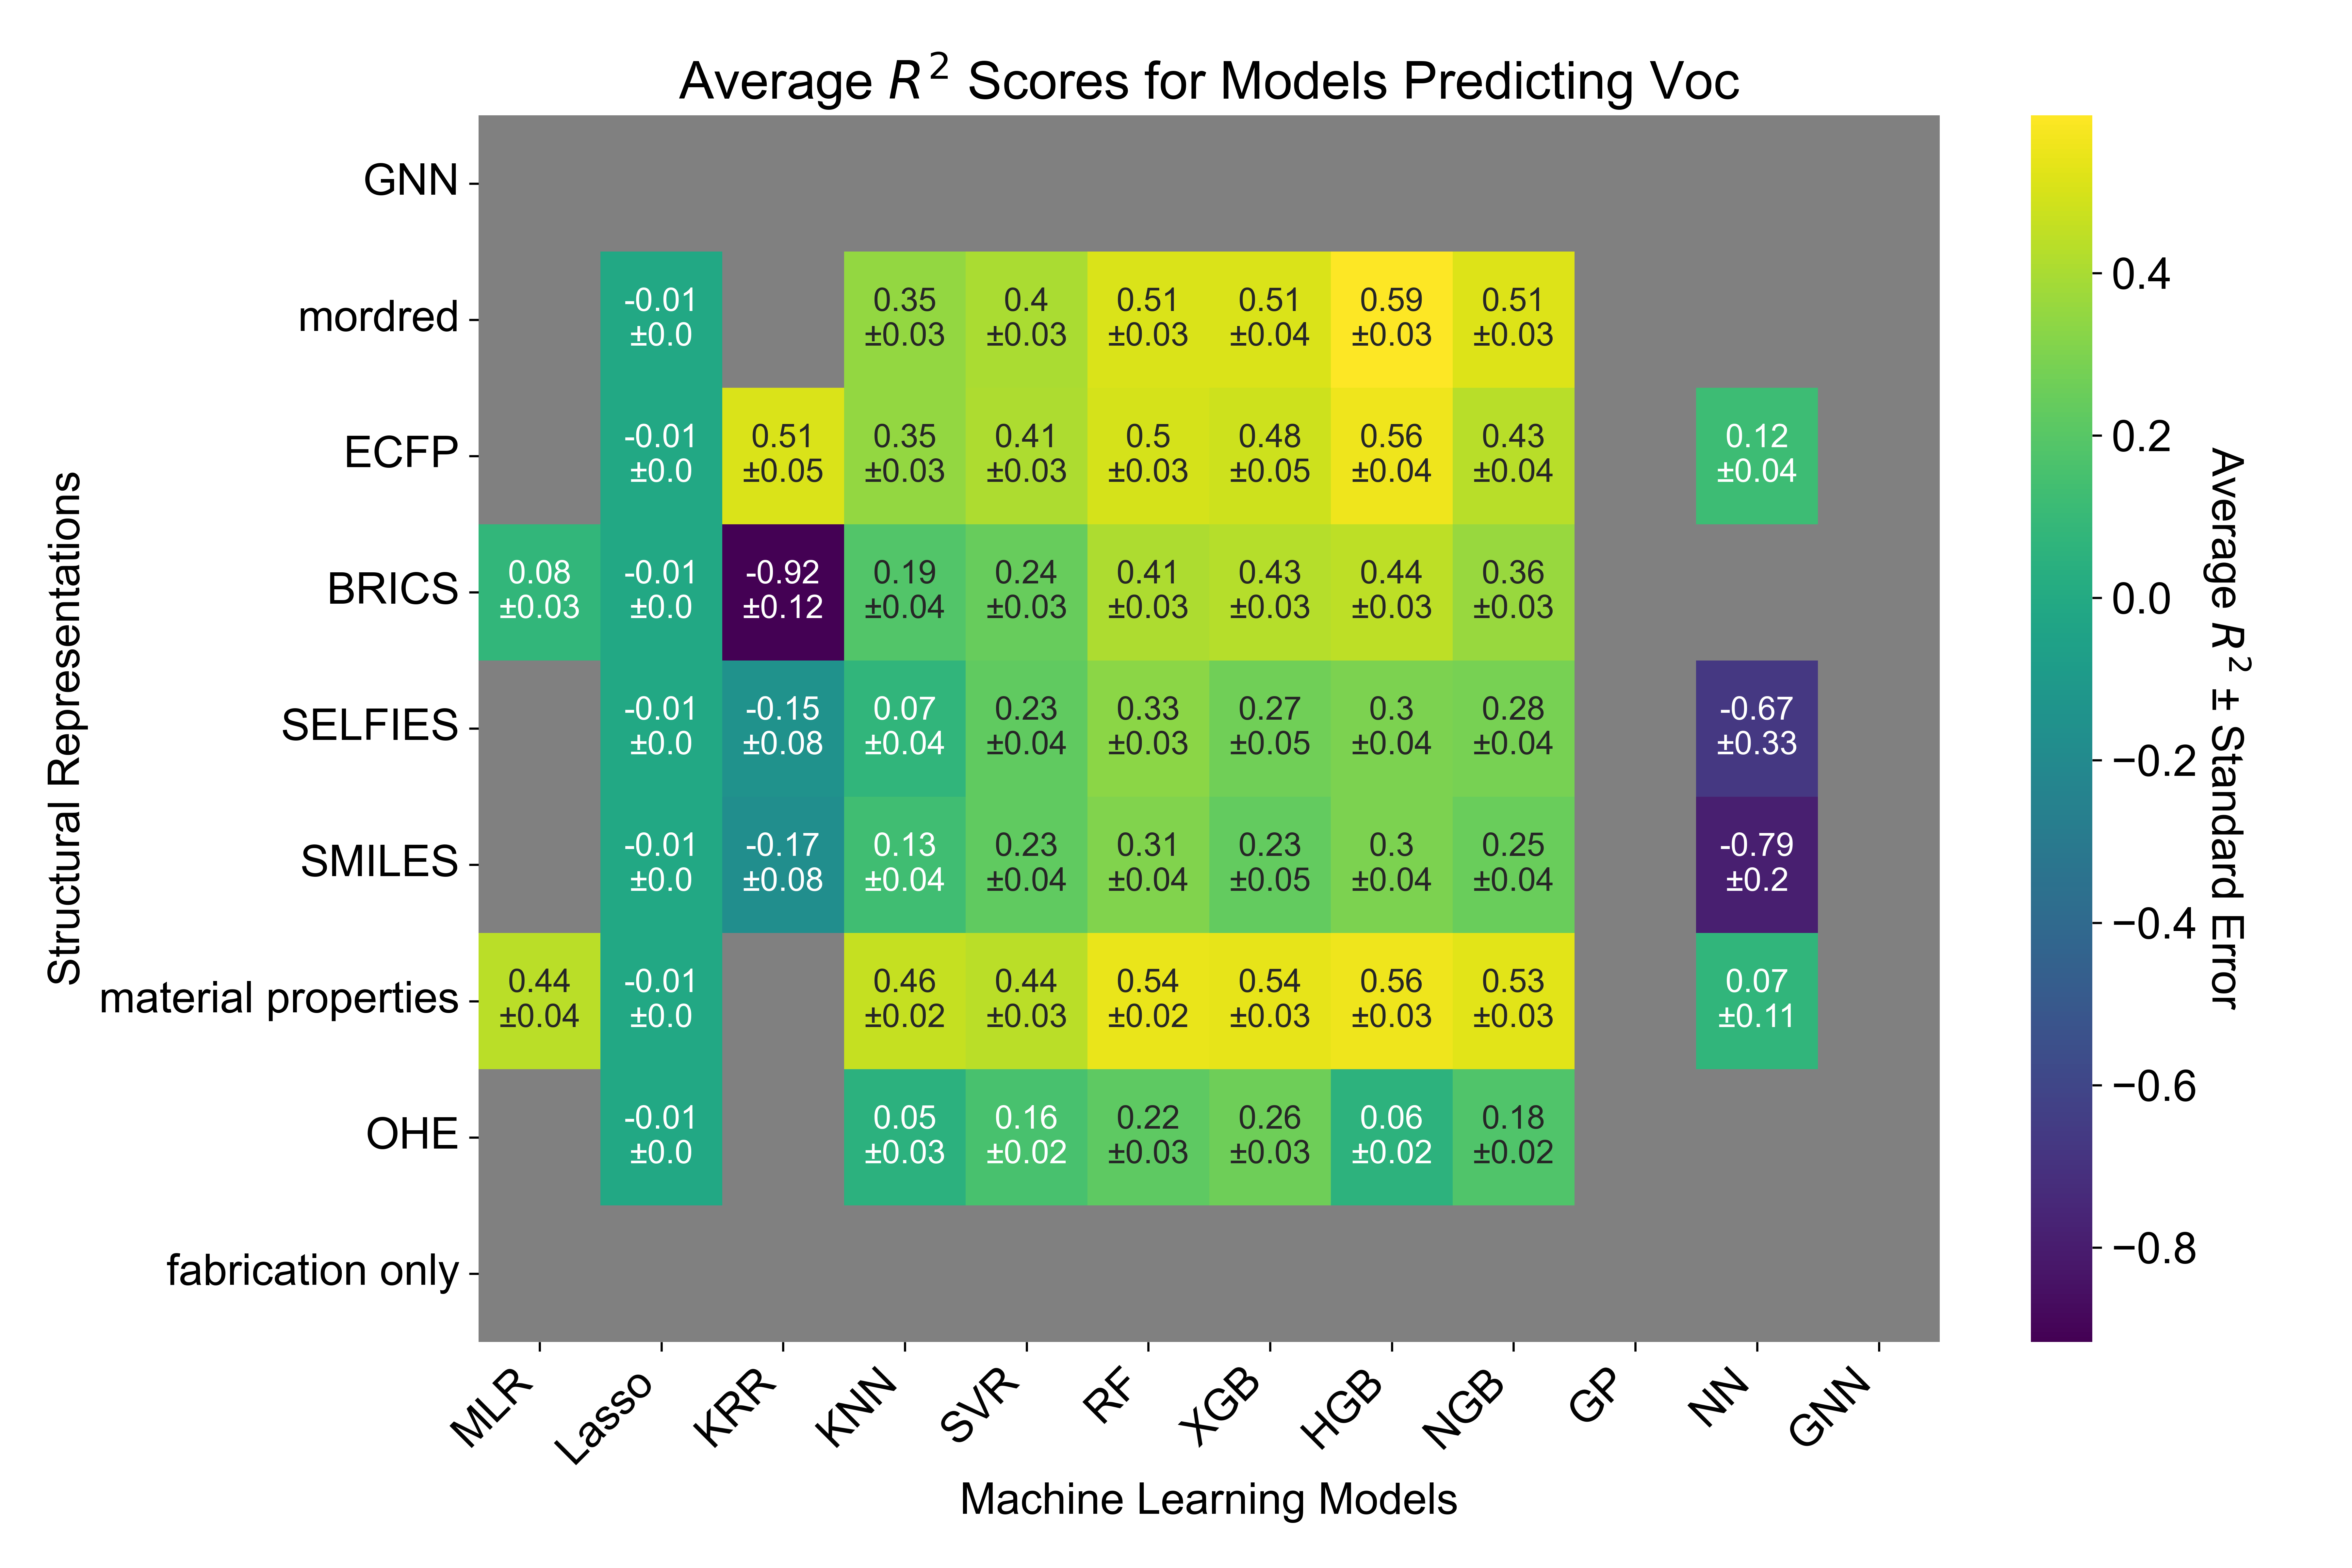 Average R² Scores for Models Predicting Voc
Structural Representations
GNN
mordred
-0.01 0.35 0.4 0.51 0.51 0.59 0.51
±0.0 ±0.03 ±0.03 ±0.03 ±0.04 ±0.03 ±0.03
ECFP
-0.01 0.51 0.35 0.41 0.5 0.48 0.56 0.43 0.12
±0.0 ±0.05 ±0.03 ±0.03 ±0.03 ±0.05 ±0.04 ±0.04 ±0.04
BRICS
0.08 -0.01 -0.92 0.19 0.24 0.41 0.43 0.44 0.36
±0.03 ±0.0 ±0.12 ±0.04 ±0.03 ±0.03 ±0.03 ±0.03 ±0.03
SELFIES
-0.01 -0.15 0.07 0.23 0.33 0.27 0.3 0.28 -0.67
±0.0 ±0.08 ±0.04 ±0.04 ±0.03 ±0.05 ±0.04 ±0.04 ±0.33
SMILES
-0.01 -0.17 0.13 0.23 0.31 0.23 0.3 0.25 -0.79
±0.0 ±0.08 ±0.04 ±0.04 ±0.04 ±0.05 ±0.04 ±0.04 ±0.2
material properties
0.44 -0.01 0.46 0.44 0.54 0.54 0.56 0.53 0.07
±0.04 ±0.0 ±0.02 ±0.03 ±0.02 ±0.03 ±0.03 ±0.03 ±0.11
OHE
-0.01 0.05 0.16 0.22 0.26 0.06 0.18
±0.0 ±0.03 ±0.02 ±0.03 ±0.03 ±0.02 ±0.02
fabrication only
MLR Lasso KRR KNN SVR RF XGB HGB NGB GP NN GNN
Machine Learning Models
0.4
0.2
0.0
−0.2
−0.4
−0.6
−0.8
Average R² ± Standard Error